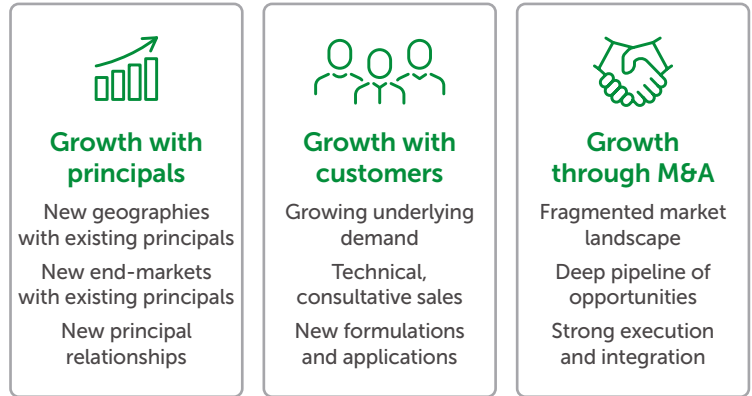 Growth with
principals
New geographies
with existing principals
New end-markets
with existing principals
New principal
relationships
Growth with
customers
Growing underlying
demand
Technical,
consultative sales
New formulations
and applications
Growth
through M&A
Fragmented market
landscape
Deep pipeline of
opportunities
Strong execution
and integration